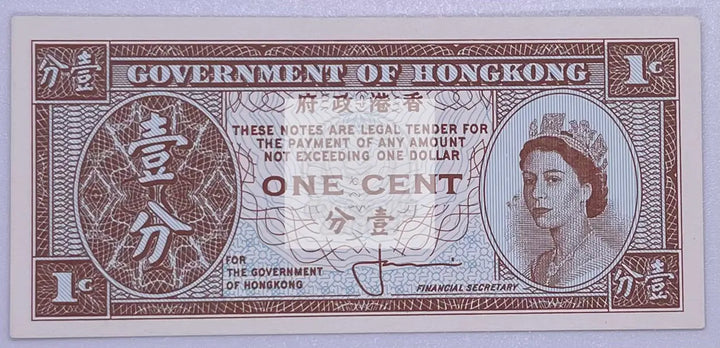 分壹
GOVERNMENT OF HONGKONG
1¢
府政港香
THESE NOTES ARE LEGAL TENDER FOR
THE PAYMENT OF ANY AMOUNT
NOT EXCEEDING ONE DOLLAR
ONE CENT
分壹
壹
分
FOR
THE GOVERNMENT
OF HONGKONG
FINANCIAL SECRETARY
1¢
分壹